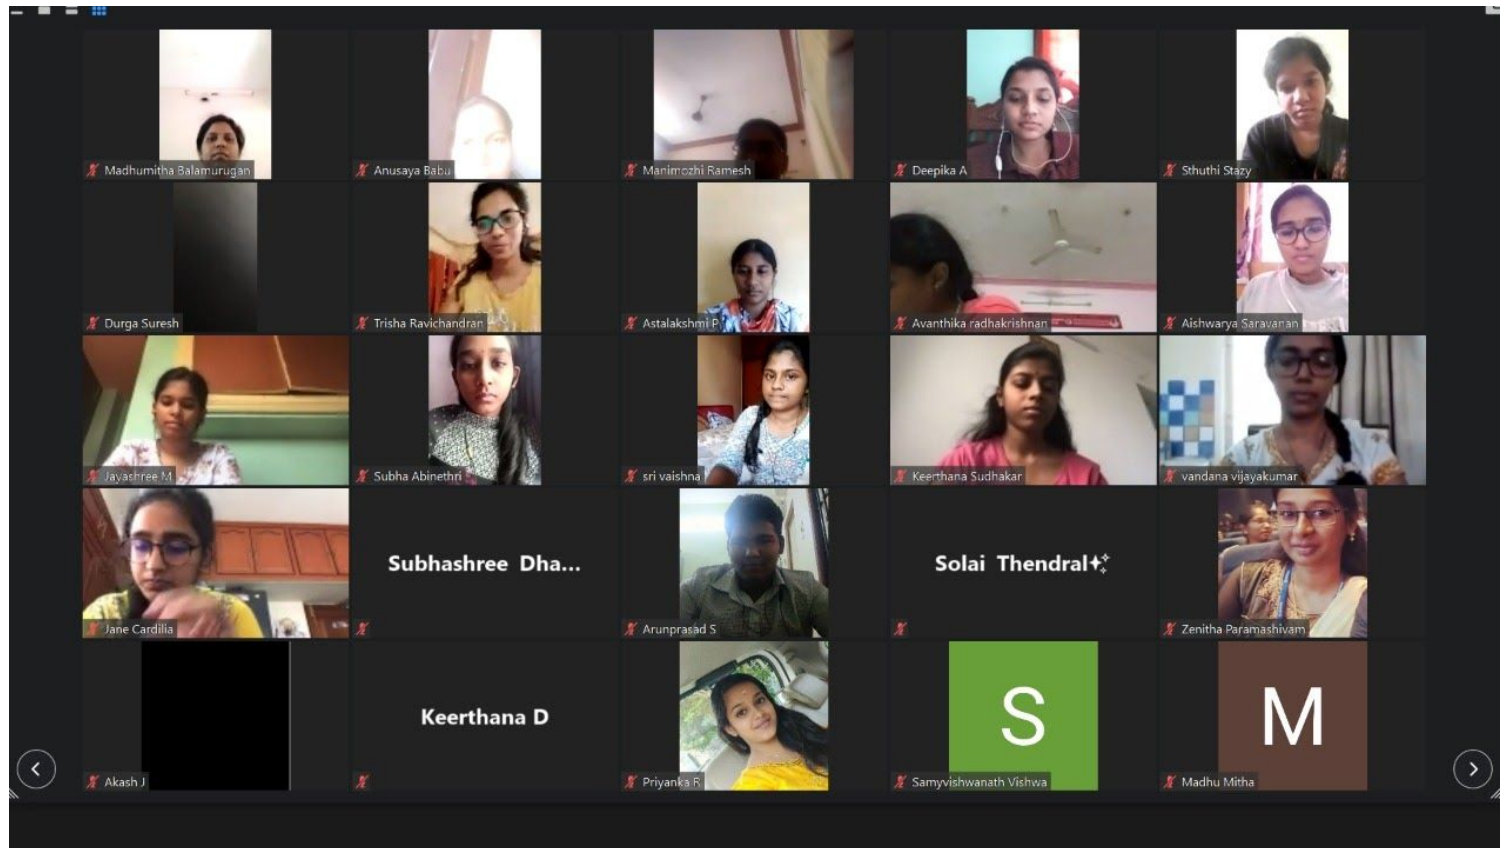 Madhumitha Balamurugan
Anusaya Babu
Manimozhi Ramesh
Deepika A
Sthuthi Stazy
Durga Suresh
Trisha Ravichandran
Astalakshmi P
Avanthika radhakrishnan
Aishwarya Saravanan
Jayashree M
Subha Abinethri
sri vaishna
Keerthana Sudhakar
vandana vijayakumar
Jane Cardilia
Subhashree Dha...
Arunprasad S
Solai Thendral✨
Zenitha Paramashivam
Akash J
Keerthana D
Priyanka R
S
Samyvishwanath Vishwa
M
Madhu Mitha